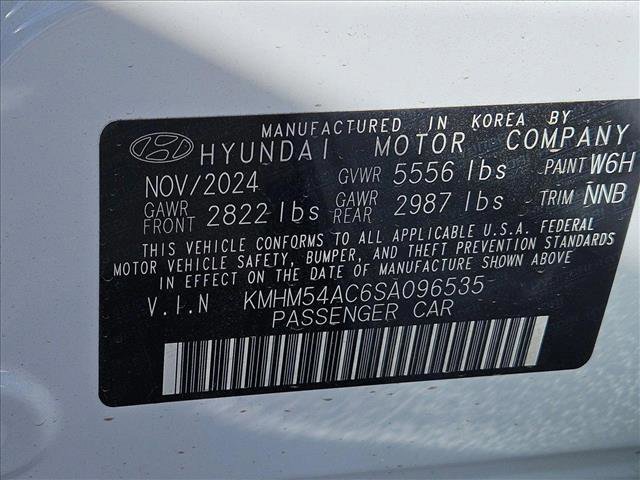 MANUFACTURED IN KOREA BY
HYUNDAI MOTOR COMPANY
NOV/2024 GVWR 5556 lbs PAINT W6H
GAWR FRONT 2822 lbs GAWR REAR 2987 lbs TRIM NNB
THIS VEHICLE CONFORMS TO ALL APPLICABLE U.S.A. FEDERAL
MOTOR VEHICLE SAFETY, BUMPER, AND THEFT PREVENTION STANDARDS
IN EFFECT ON THE DATE OF MANUFACTURE SHOWN ABOVE.
V.I.N KMHM54AC6SA096535
PASSENGER CAR